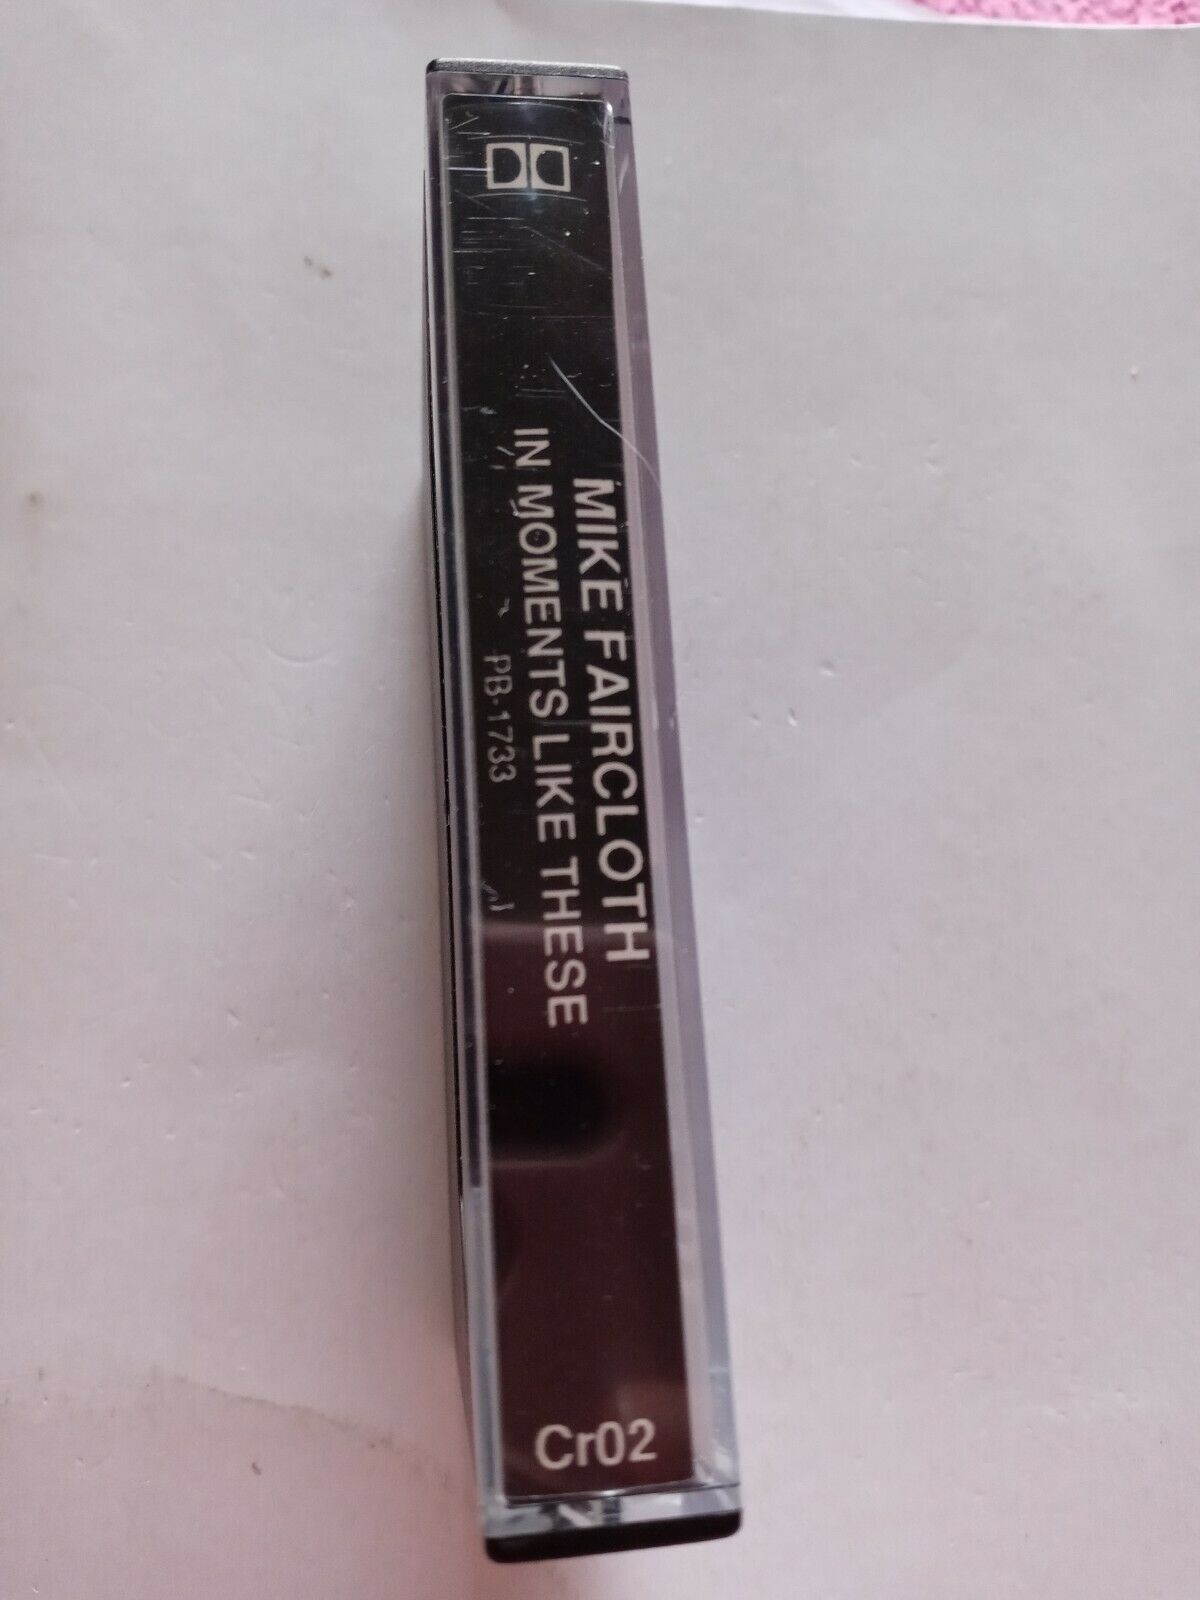 MIKE FAIRCLOTH
IN MOMENTS LIKE THESE
PB-1733
Cr02